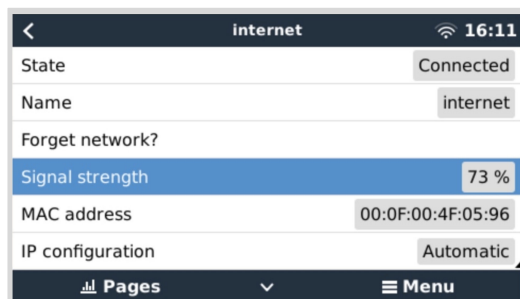 internet 16:11
State Connected
Name internet
Forget network?
Signal strength 73 %
MAC address 00:0F:00:4F:05:96
IP configuration Automatic
Pages Menu